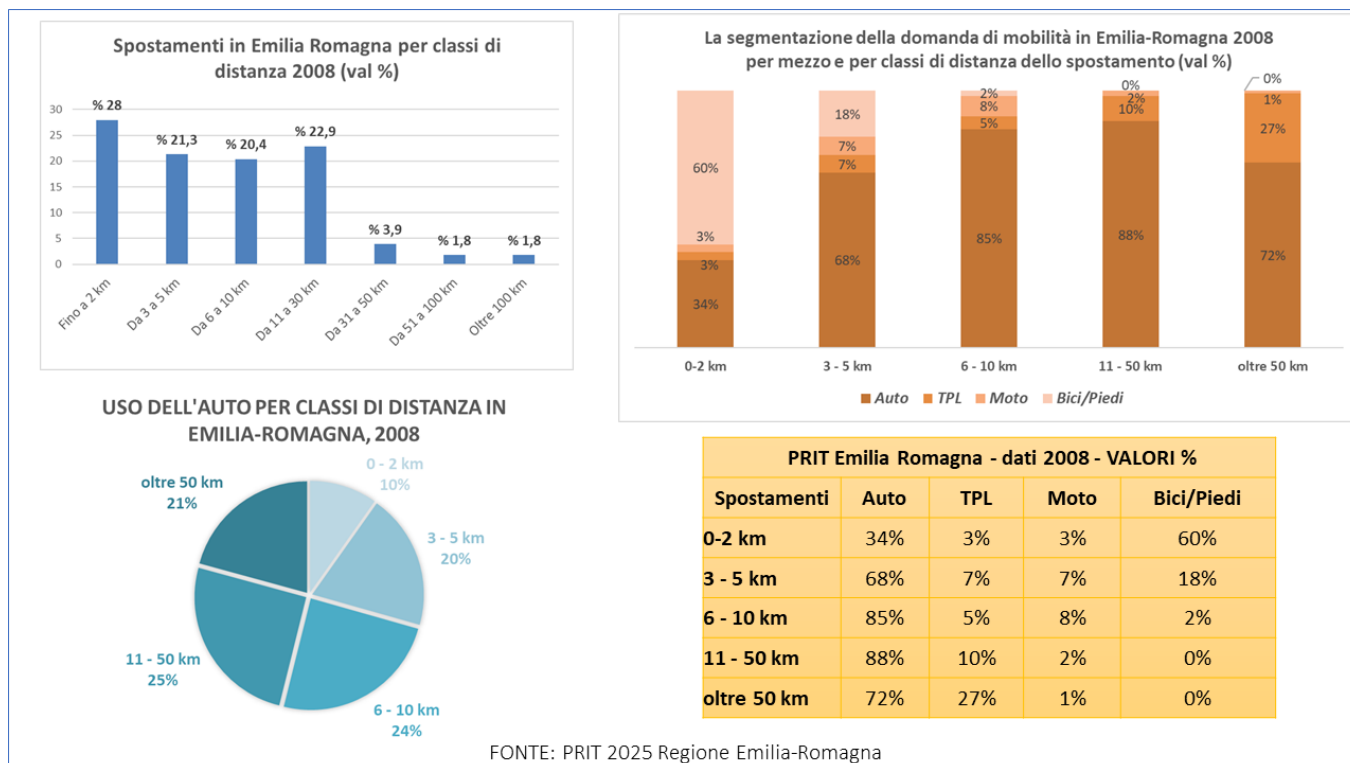 Spostamenti in Emilia Romagna per classi di
distanza 2008 (val %)
30
25
20
15
10
5
0
% 28
% 21,3
% 20,4
% 22,9
% 3,9
% 1,8
% 1,8
Fino a 2 km
Da 3 a 5 km
Da 6 a 10 km
Da 11 a 30 km
Da 31 a 50 km
Da 51 a 100 km
Oltre 100 km
La segmentazione della domanda di mobilità in Emilia-Romagna 2008
per mezzo e per classi di distanza dello spostamento (val %)
60%
3%
3%
34%
18%
7%
7%
68%
2%
8%
5%
85%
0%
2%
10%
88%
0%
1%
27%
72%
0-2 km
3 - 5 km
6 - 10 km
11 - 50 km
oltre 50 km
Auto TPL Moto Bici/Piedi
USO DELL'AUTO PER CLASSI DI DISTANZA IN
EMILIA-ROMAGNA, 2008
0 - 2 km
10%
3 - 5 km
20%
6 - 10 km
24%
11 - 50 km
25%
oltre 50 km
21%
PRIT Emilia Romagna - dati 2008 - VALORI %
Spostamenti Auto TPL Moto Bici/Piedi
0-2 km 34% 3% 3% 60%
3 - 5 km 68% 7% 7% 18%
6 - 10 km 85% 5% 8% 2%
11 - 50 km 88% 10% 2% 0%
oltre 50 km 72% 27% 1% 0%
FONTE: PRIT 2025 Regione Emilia-Romagna